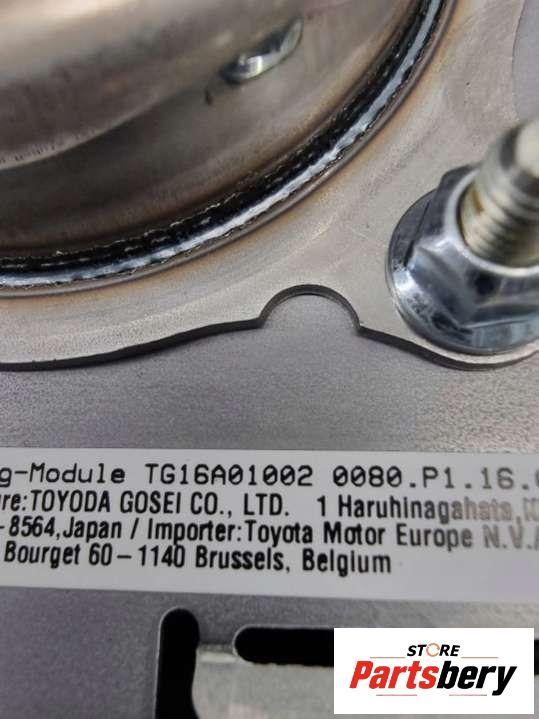 g-Module TG16A01002 0080.P1.16.
ure:TOYODA GOSEI CO., LTD. 1 Haruhinagahata,
-8564,Japan / Importer:Toyota Motor Europe N.V.
Bourget 60-1140 Brussels, Belgium
STORE
Partsbery